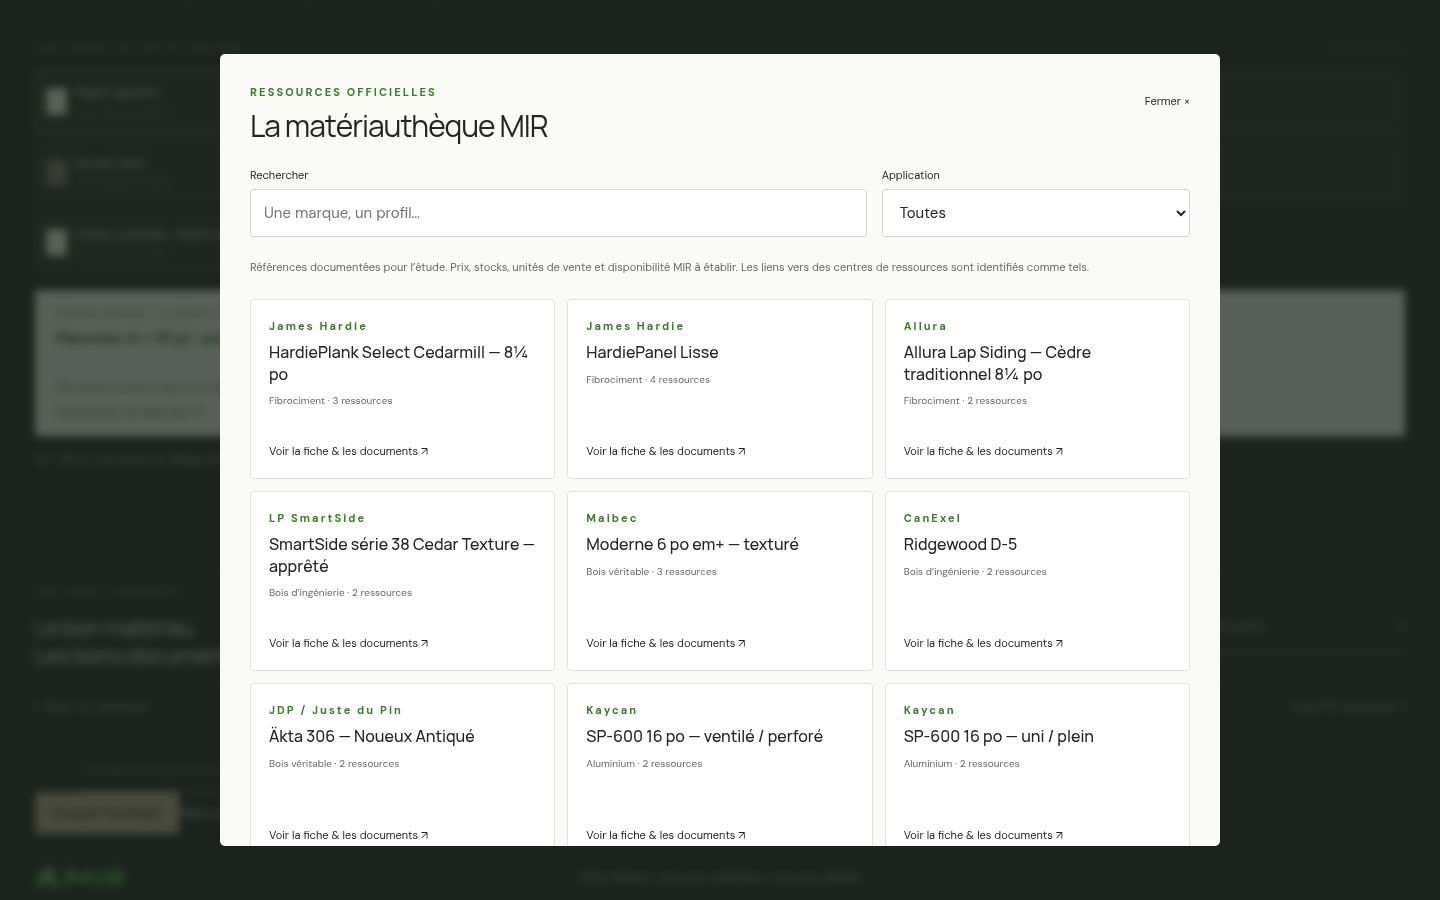 RESSOURCES OFFICIELLES
Fermer ×
La matériauthèque MIR
Rechercher
Application
Une marque, un profil…
Toutes
Références documentées pour l’étude. Prix, stocks, unités de vente et disponibilité MIR à établir. Les liens vers des centres de ressources sont identifiés comme tels.
James Hardie
HardiePlank Select Cedarmill — 8¼
po
Fibrociment · 3 ressources
Voir la fiche & les documents ↗
James Hardie
HardiePanel Lisse
Fibrociment · 4 ressources
Voir la fiche & les documents ↗
Allura
Allura Lap Siding — Cèdre
traditionnel 8¼ po
Fibrociment · 2 ressources
Voir la fiche & les documents ↗
LP SmartSide
SmartSide série 38 Cedar Texture —
apprêté
Bois d’ingénierie · 2 ressources
Voir la fiche & les documents ↗
Maibec
Moderne 6 po em+ — texturé
Bois véritable · 3 ressources
Voir la fiche & les documents ↗
CanExel
Ridgewood D-5
Bois d’ingénierie · 2 ressources
Voir la fiche & les documents ↗
JDP / Juste du Pin
Äkta 306 — Noueux Antiqué
Bois véritable · 2 ressources
Voir la fiche & les documents ↗
Kaycan
SP-600 16 po — ventilé / perforé
Aluminium · 2 ressources
Voir la fiche & les documents ↗
Kaycan
SP-600 16 po — uni / plein
Aluminium · 2 ressources
Voir la fiche & les documents ↗
Le bon matériau.